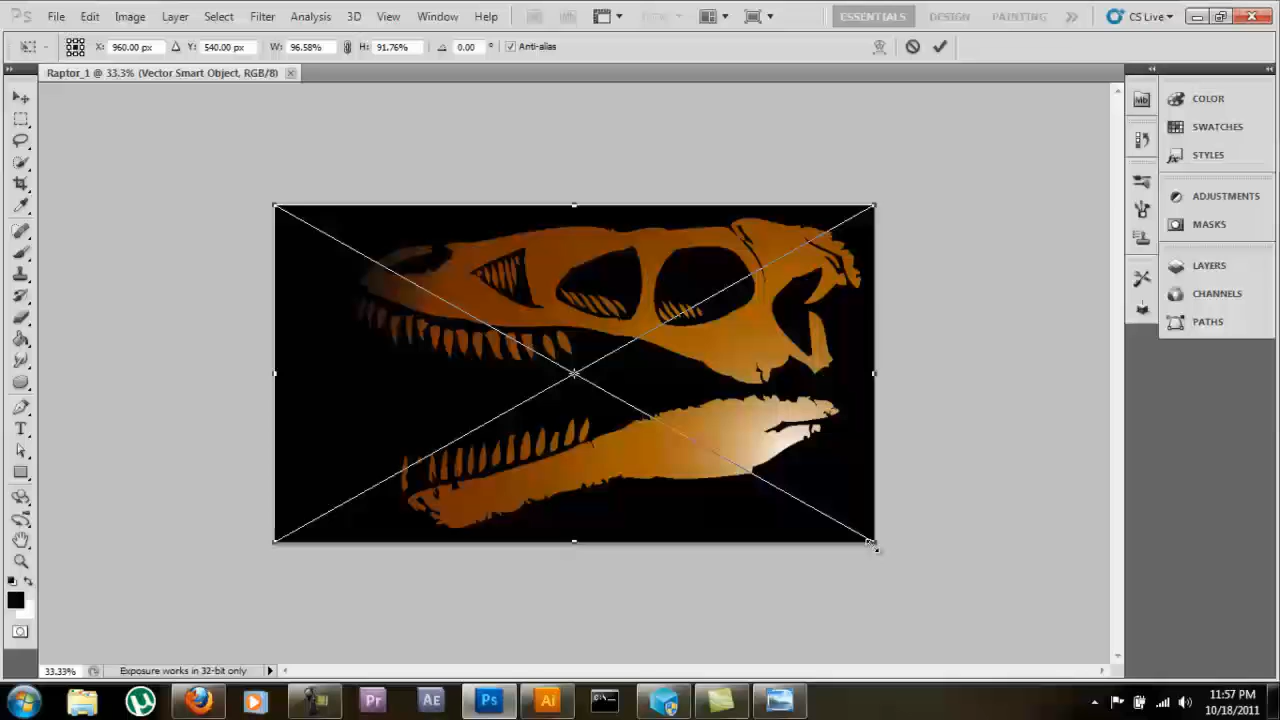 Ps File Edit Image Layer Select Filter Analysis 3D View Window Help ESSENTIALS DESIGN PAINTING CS Live
X: 960.00 px Y: 540.00 px W: 96.58% H: 91.76% 0.00 ° Anti-alias
Raptor_1 @ 33.3% (Vector Smart Object, RGB/8)
Mb COLOR
SWATCHES
STYLES
ADJUSTMENTS
MASKS
LAYERS
CHANNELS
PATHS
T
33.33% Exposure works in 32-bit only
Pr AE Ps Ai
11:57 PM
10/18/2011